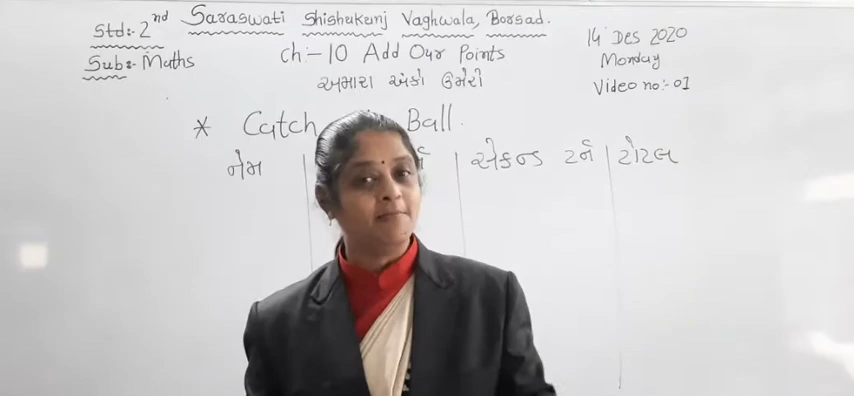 Std:- 2nd
Saraswati Shishukunj Vaghwala, Borsad.
14 Des 2020
Sub:- Maths
Ch:- 10 Add Our Points
Monday
અમારા અંકો ઉમેરો
Video no:- 01
* Catch Ball.
નેમ સેકન્ડ ટર્ન ટોટલ